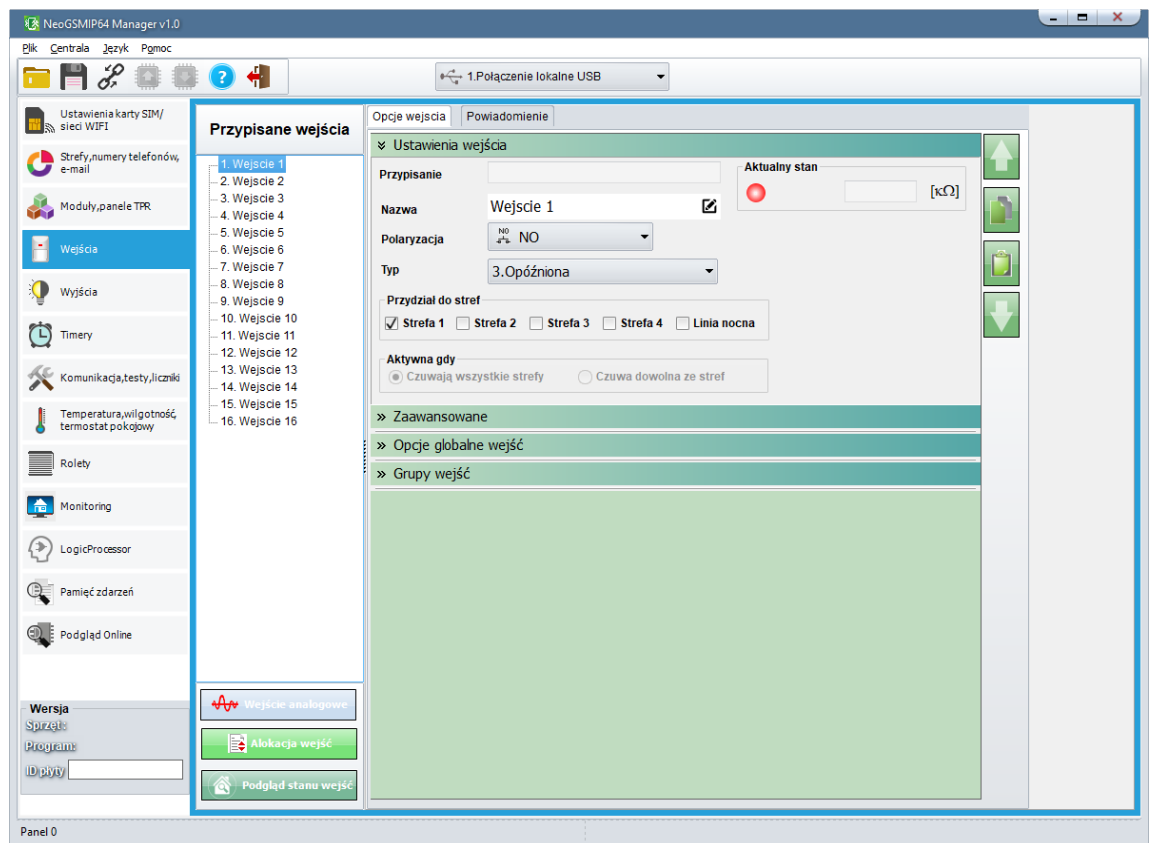 NeoGSMIP64 Manager v1.0
Plik Centrala Język Pomoc
1.Połączenie lokalne USB
Ustawienia karty SIM/
sieci WIFI
Strefy,numery telefonów,
e-mail
Moduły,panele TPR
Wejścia
Wyjścia
Timery
Komunikacja,testy,liczniki
Temperatura,wilgotność,
termostat pokojowy
Rolety
Monitoring
LogicProcessor
Pamięć zdarzeń
Podgląd Online
Wersja
Sprzęt:
Program:
ID płyty
Przypisane wejścia
1. Wejscie 1
2. Wejscie 2
3. Wejscie 3
4. Wejscie 4
5. Wejscie 5
6. Wejscie 6
7. Wejscie 7
8. Wejscie 8
9. Wejscie 9
10. Wejscie 10
11. Wejscie 11
12. Wejscie 12
13. Wejscie 13
14. Wejscie 14
15. Wejscie 15
16. Wejscie 16
Wejście analogowe
Alokacja wejść
Podgląd stanu wejść
Opcje wejscia Powiadomienie
Ustawienia wejścia
Przypisanie
Aktualny stan
[κΩ]
Nazwa Wejscie 1
Polaryzacja NO NO
Typ 3.Opóźniona
Przydział do stref
Strefa 1 Strefa 2 Strefa 3 Strefa 4 Linia nocna
Aktywna gdy
Czuwają wszystkie strefy Czuwa dowolna ze stref
Zaawansowane
Opcje globalne wejść
Grupy wejść
Panel 0